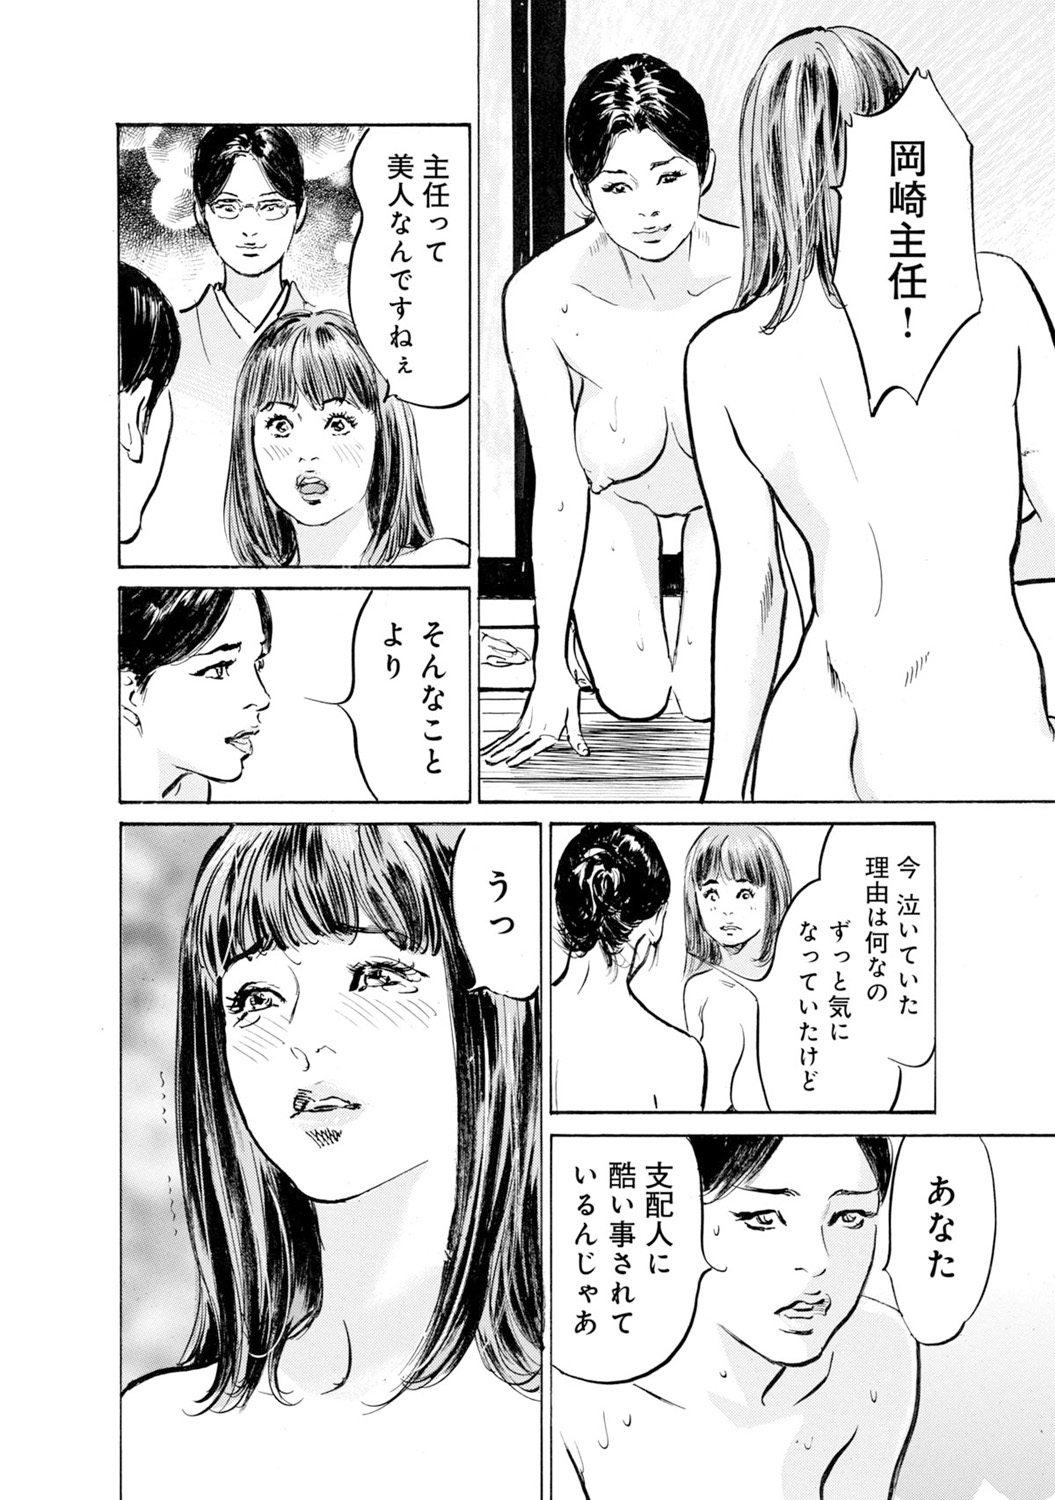 岡崎主任！
主任って
美人なんですねぇ
そんなこと
より
今 泣いていた
理由は何なの
ずっと気に
なっていたけど
うっ
あなた
支配人に
酷い事されて
いるんじゃあ